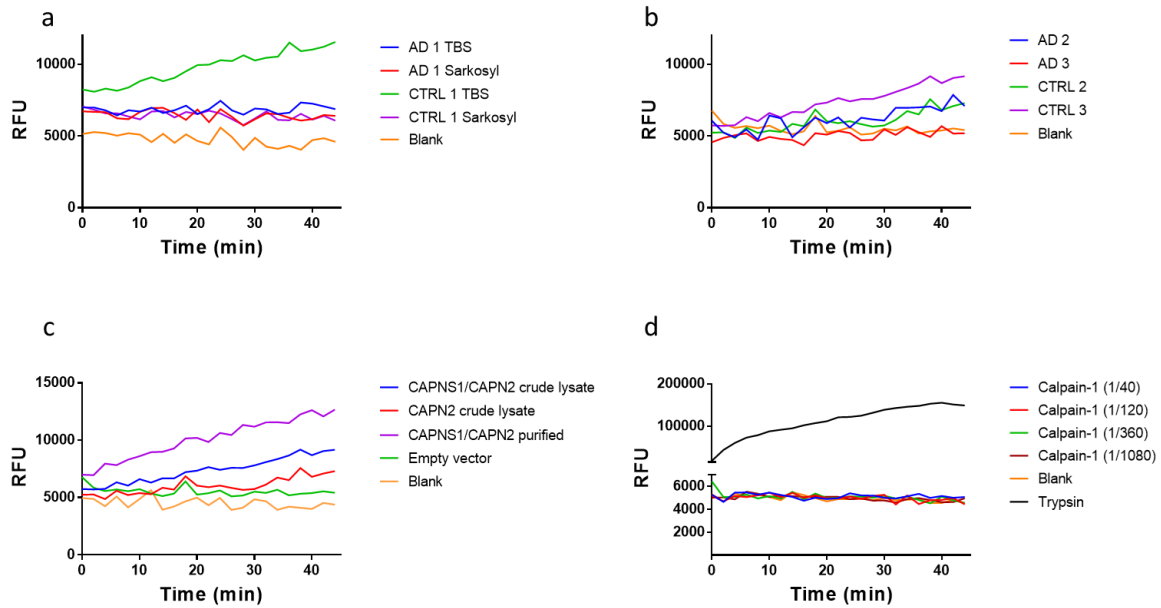 a
10000
5000
0
RFU
0 10 20 30 40
Time (min)
AD 1 TBS
AD 1 Sarkosyl
CTRL 1 TBS
CTRL 1 Sarkosyl
Blank
b
10000
5000
0
RFU
0 10 20 30 40
Time (min)
AD 2
AD 3
CTRL 2
CTRL 3
Blank
c
15000
10000
5000
0
RFU
0 10 20 30 40
Time (min)
CAPNS1/CAPN2 crude lysate
CAPN2 crude lysate
CAPNS1/CAPN2 purified
Empty vector
Blank
d
200000
100000
6000
4000
2000
RFU
0 10 20 30 40
Time (min)
Calpain-1 (1/40)
Calpain-1 (1/120)
Calpain-1 (1/360)
Calpain-1 (1/1080)
Blank
Trypsin